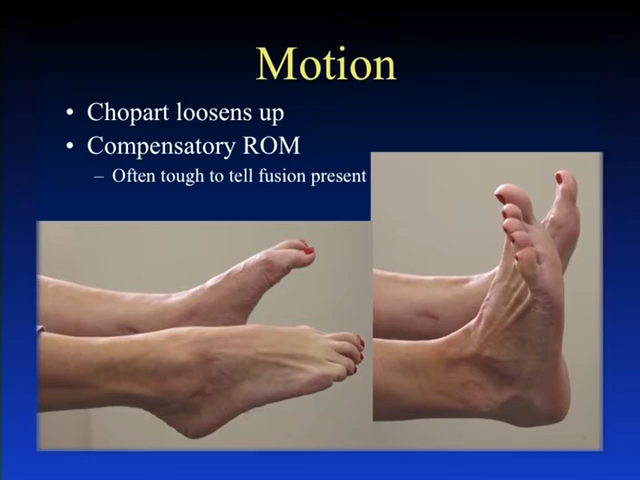 Motion
• Chopart loosens up
• Compensatory ROM
– Often tough to tell fusion present